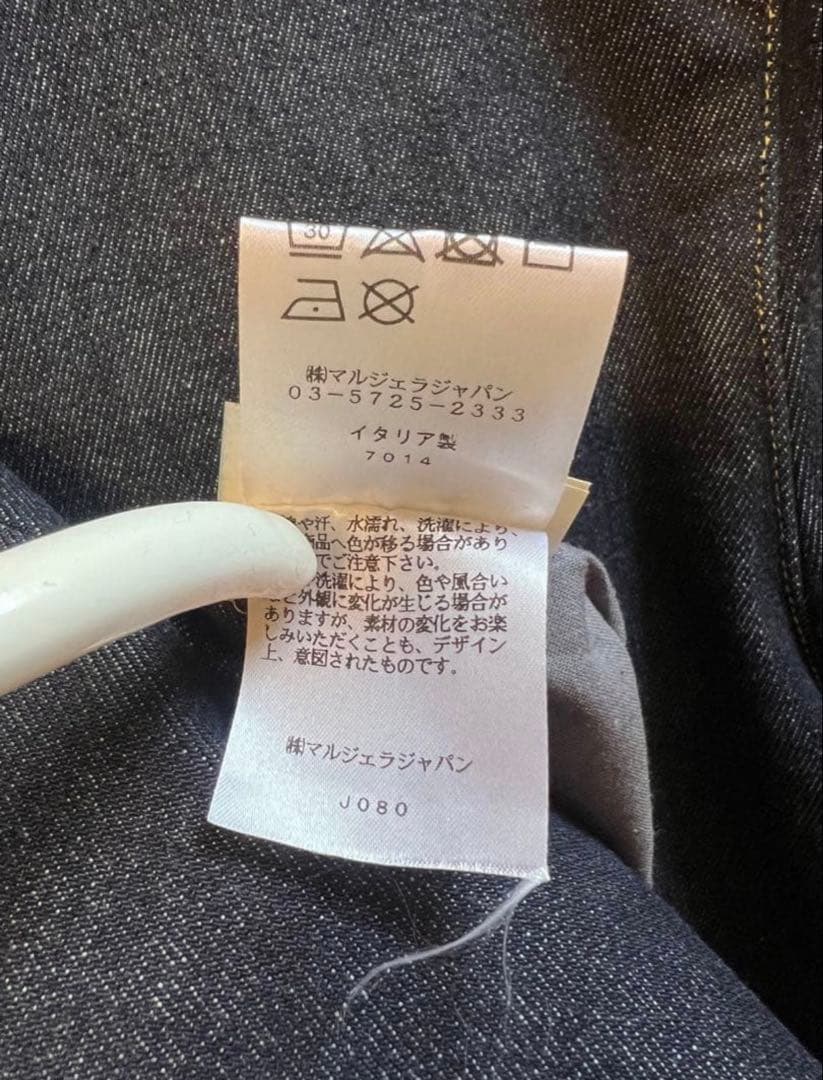 30
㈱マルジェラジャパン
03-5725-2333
イタリア製
7014
や汗、水濡れ、洗濯により、
品へ色が移る場合があり
でご注意下さい。
洗濯により、色や風合い
ど外観に変化が生じる場合が
ありますが、素材の変化をお楽
しみいただくことも、デザイン
上、意図されたものです。
㈱マルジェラジャパン
J080